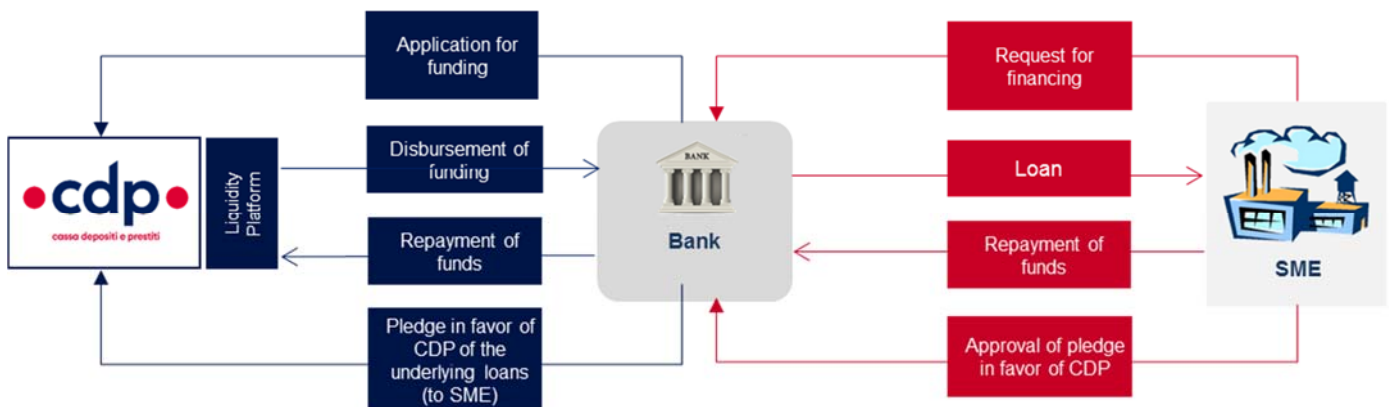 Application for
funding
Request for
financing
cdp
cassa depositi e prestiti
Liquidity
Platform
Disbursement of
funding
BANK
Bank
Loan
SME
Repayment of
funds
Repayment of
funds
Pledge in favor of
CDP of the
underlying loans
(to SME)
Approval of pledge
in favor of CDP